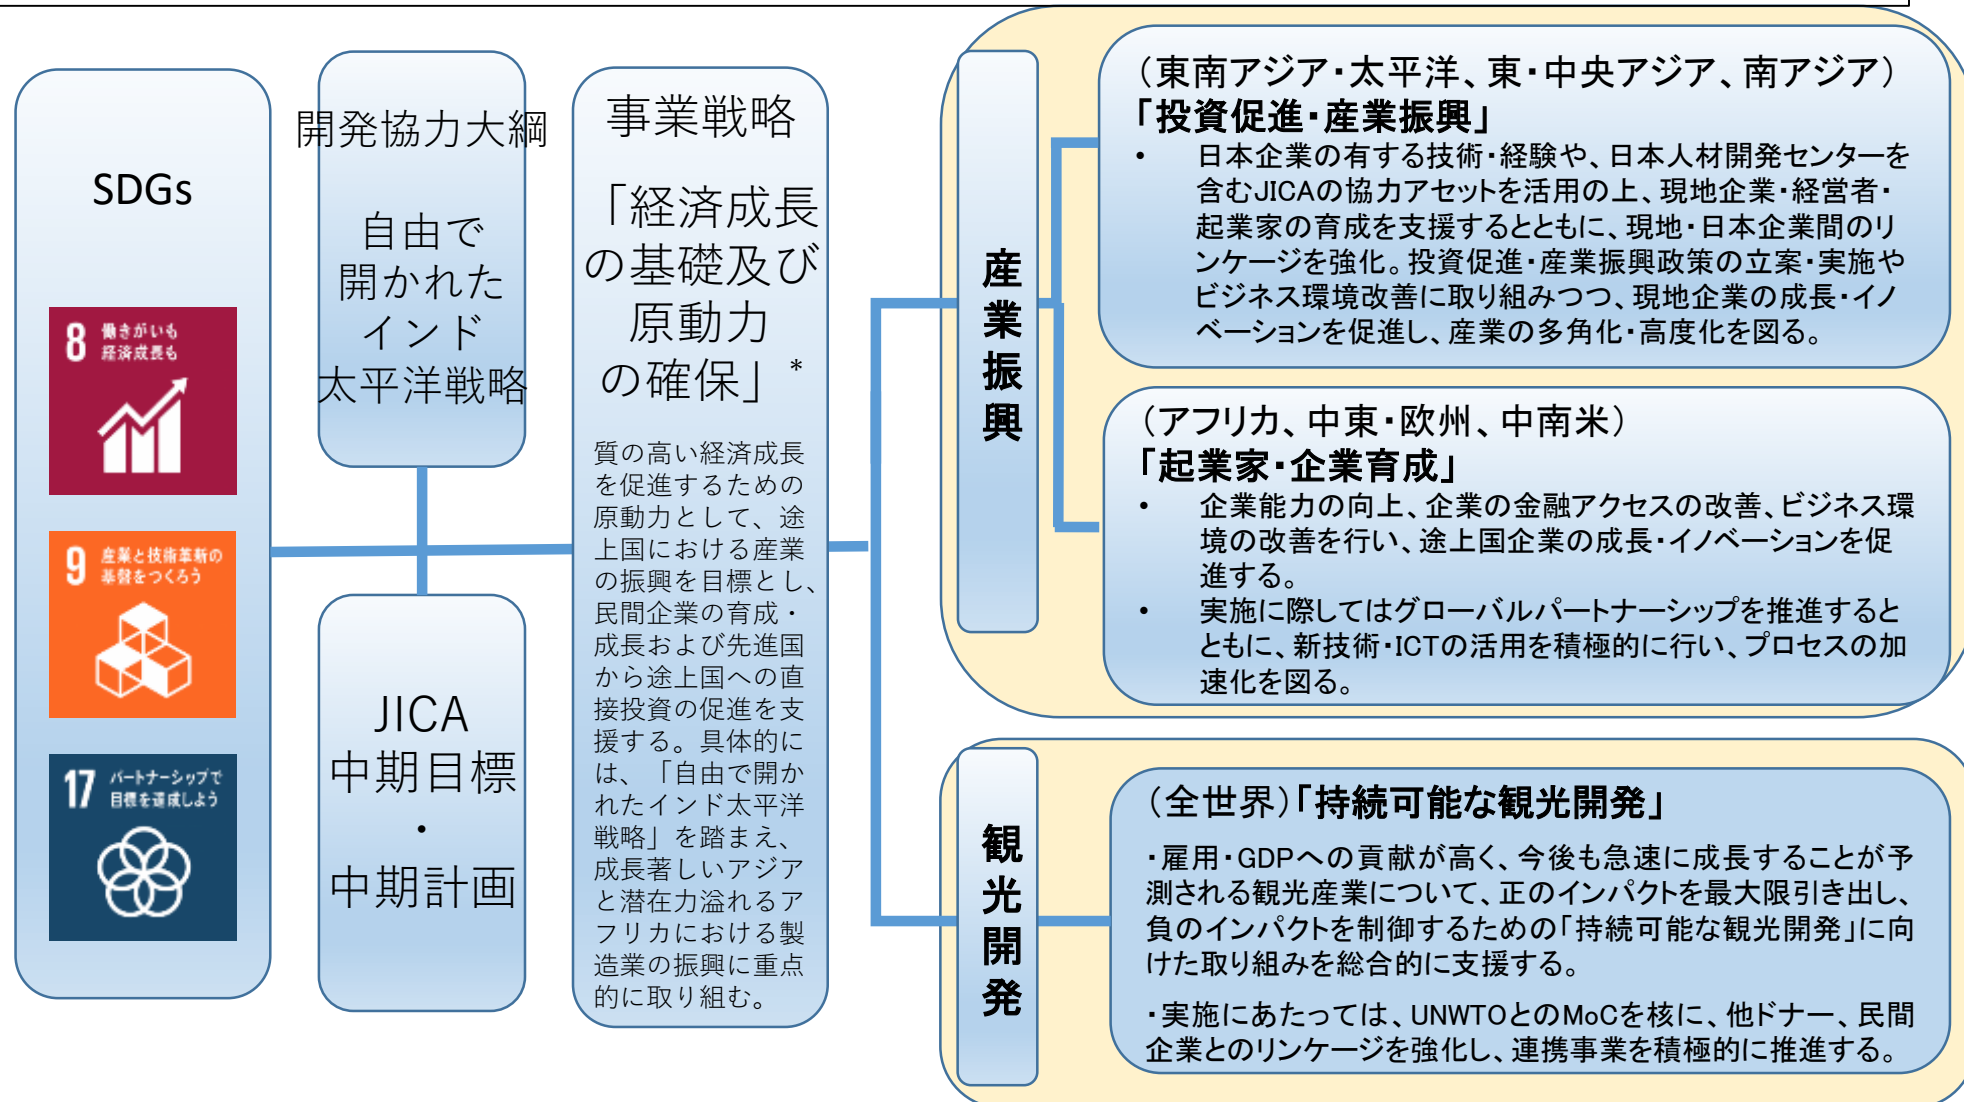 SDGs
8 働きがいも
経済成長も
9 産業と技術革新の
基盤をつくろう
17 パートナーシップで
目標を達成しよう
開発協力大綱
自由で
開かれた
インド
太平洋戦略
JICA
中期目標
・
中期計画
事業戦略
「経済成長
の基礎及び
原動力
の確保」*
質の高い経済成長
を促進するための
原動力として、途
上国における産業
の振興を目標とし、
民間企業の育成・
成長および先進国
から途上国への直
接投資の促進を支
援する。具体的に
は、「自由で開か
れたインド太平洋
戦略」を踏まえ、
成長著しいアジア
と潜在力溢れるア
フリカにおける製
造業の振興に重点
的に取り組む。
産業振興
（東南アジア・太平洋、東・中央アジア、南アジア）
「投資促進・産業振興」
• 日本企業の有する技術・経験や、日本人材開発センターを
含むJICAの協力アセットを活用の上、現地企業・経営者・
起業家の育成を支援するとともに、現地・日本企業間のリ
ンケージを強化。投資促進・産業振興政策の立案・実施や
ビジネス環境改善に取り組みつつ、現地企業の成長・イノ
ベーションを促進し、産業の多角化・高度化を図る。
（アフリカ、中東・欧州、中南米）
「起業家・企業育成」
• 企業能力の向上、企業の金融アクセスの改善、ビジネス環
境の改善を行い、途上国企業の成長・イノベーションを促
進する。
• 実施に際してはグローバルパートナーシップを推進すると
ともに、新技術・ICTの活用を積極的に行い、プロセスの加
速化を図る。
観光開発
（全世界）「持続可能な観光開発」
・雇用・GDPへの貢献が高く、今後も急速に成長することが予
測される観光産業について、正のインパクトを最大限引き出し、
負のインパクトを制御するための「持続可能な観光開発」に向
けた取り組みを総合的に支援する。
・実施にあたっては、UNWTOとのMoCを核に、他ドナー、民間
企業とのリンケージを強化し、連携事業を積極的に推進する。